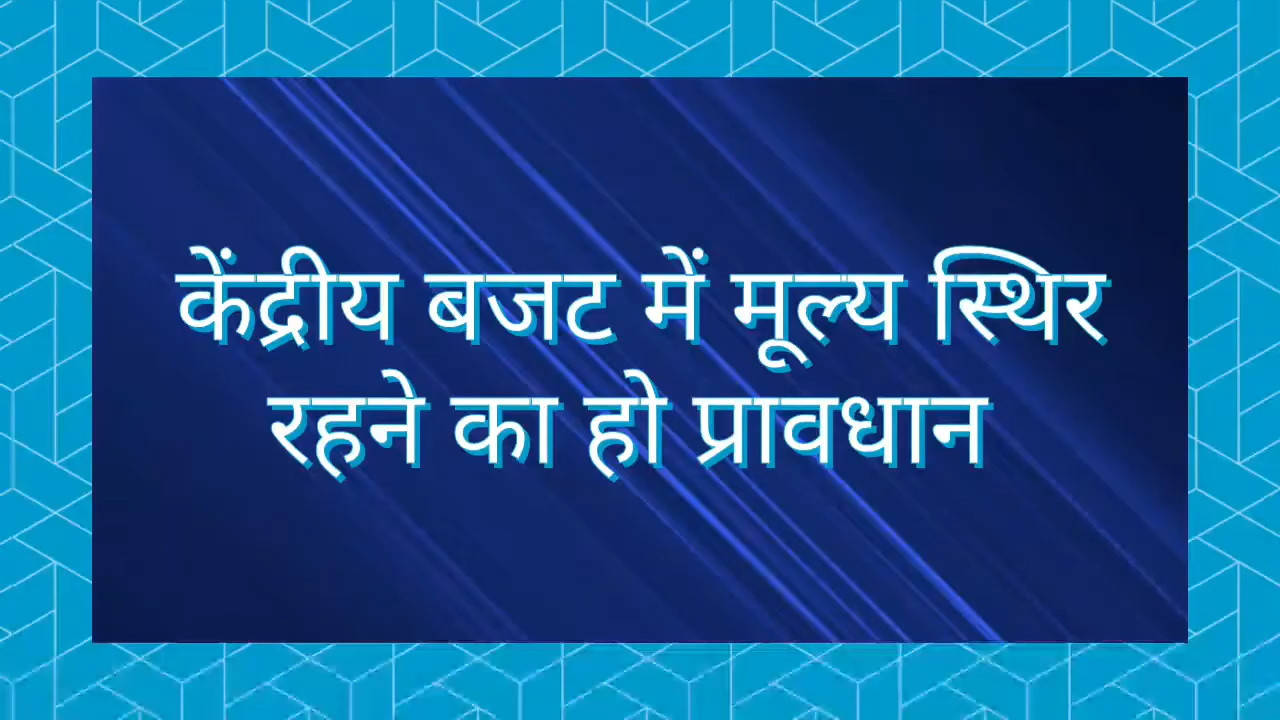 केंद्रीय बजट में मूल्य स्थिर
रहने का हो प्रावधान